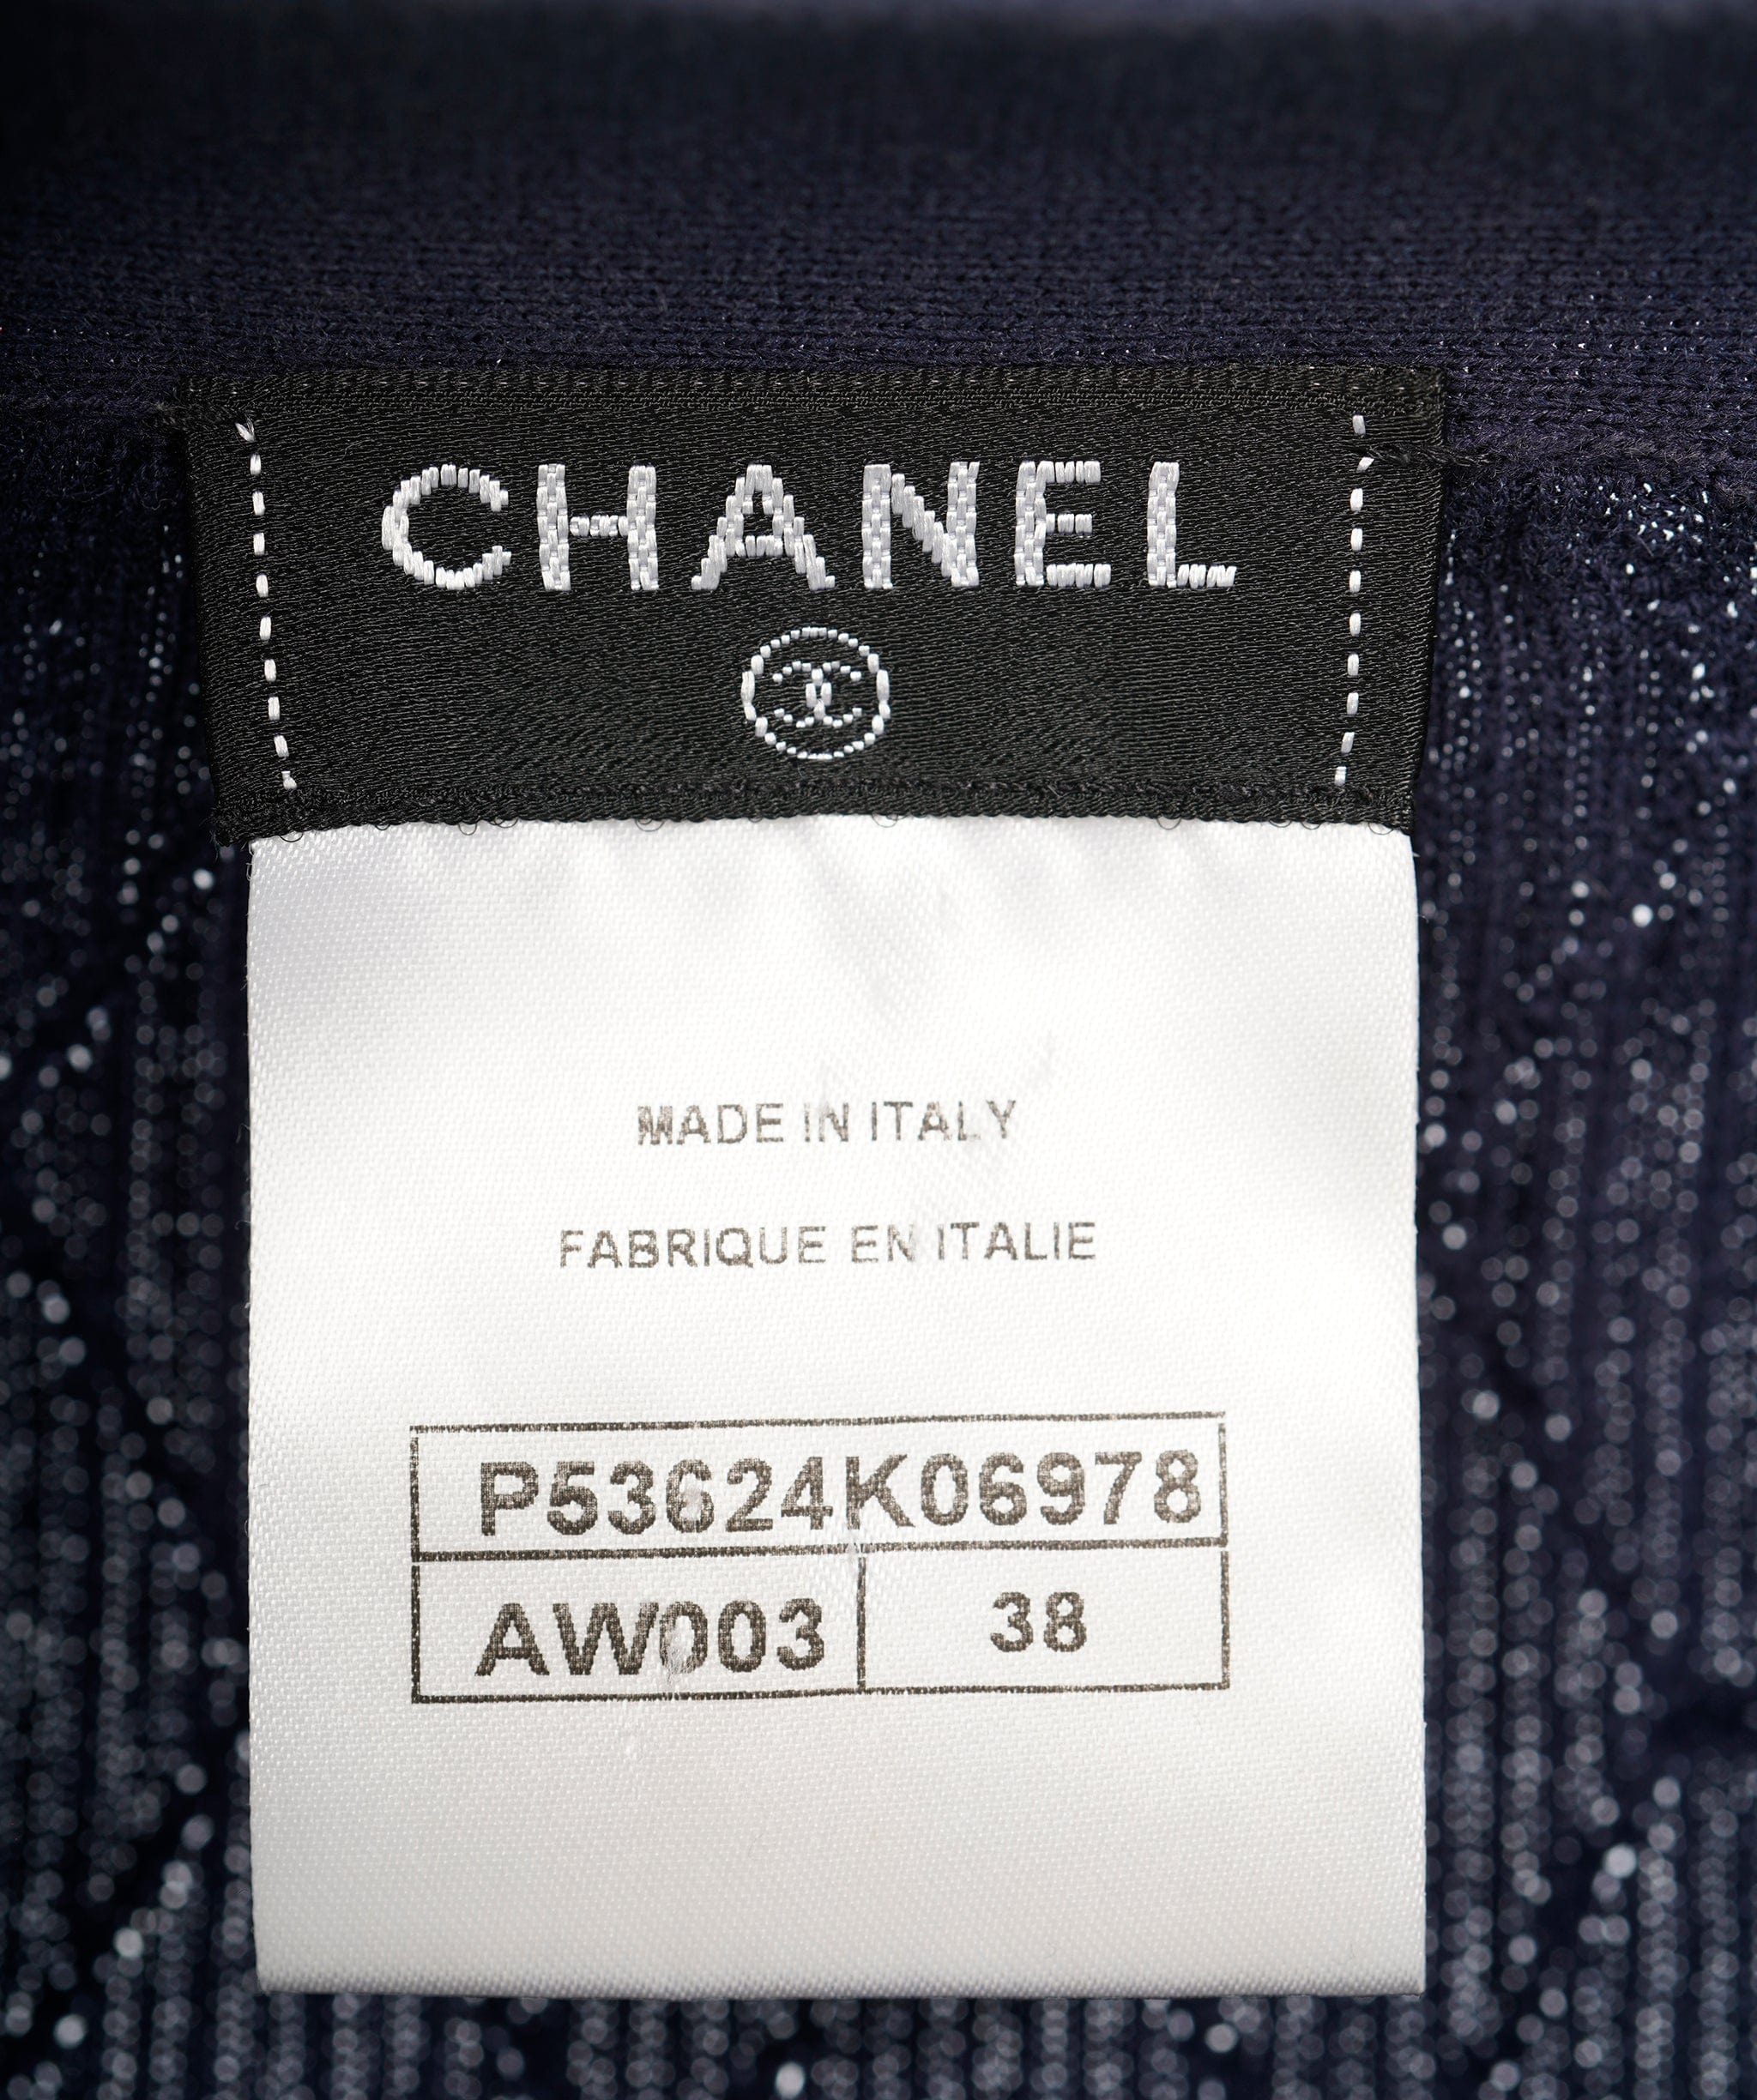 CHANEL
MADE IN ITALY
FABRIQUE EN ITALIE
P53624K06978
AW003 38